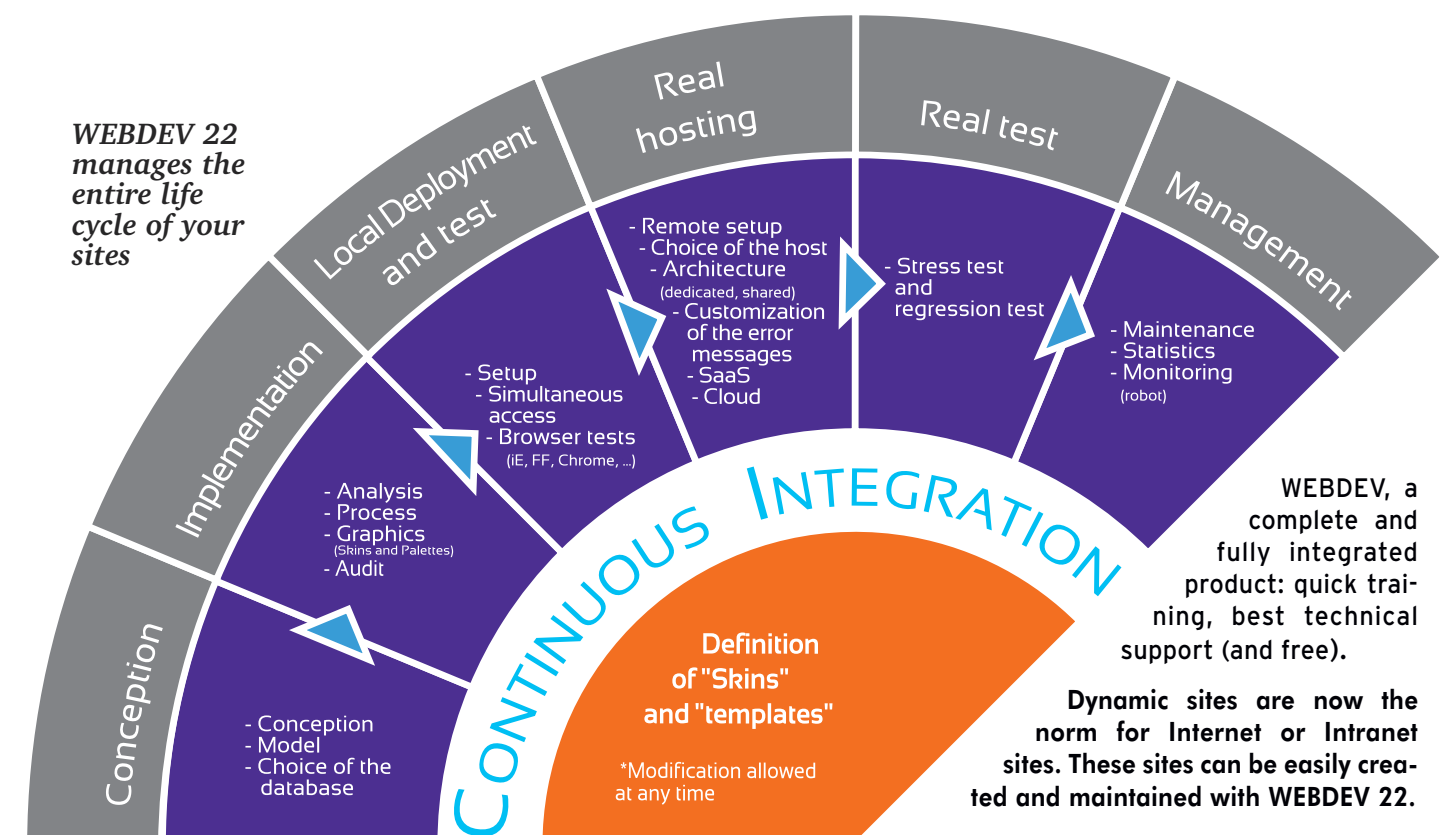 WEBDEV 22
manages the
entire life
cycle of your
sites
Conception
- Conception
- Model
- Choice of the
database
Implementation
- Analysis
- Process
- Graphics
(Skins and Palettes)
- Audit
Local Deployment
and test
- Setup
- Simultaneous
access
- Browser tests
(iE, FF, Chrome, ...)
Real
hosting
- Remote setup
- Choice of the host
- Architecture
(dedicated, shared)
- Customization
of the error
messages
- SaaS
- Cloud
Real test
- Stress test
and
regression test
Management
- Maintenance
- Statistics
- Monitoring
(robot)
CONTINUOUS INTEGRATION
Definition
of "Skins"
and "templates"
*Modification allowed
at any time
WEBDEV, a
complete and
fully integrated
product: quick trai-
ning, best technical
support (and free).
Dynamic sites are now the
norm for Internet or Intranet
sites. These sites can be easily crea-
ted and maintained with WEBDEV 22.